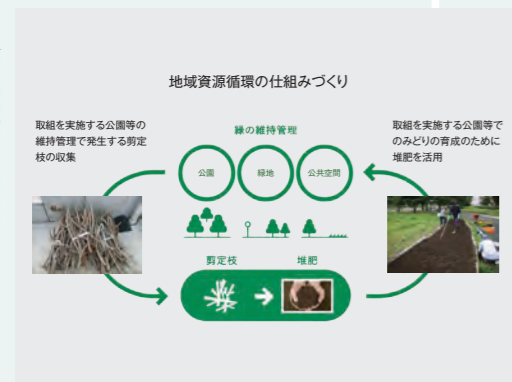 地域資源循環の仕組みづくり
取組を実施する公園等の
維持管理で発生する剪定
枝の収集
緑の維持管理
取組を実施する公園等で
のみどりの育成のために
堆肥を活用
公園
緑地
公共空間
剪定枝
堆肥